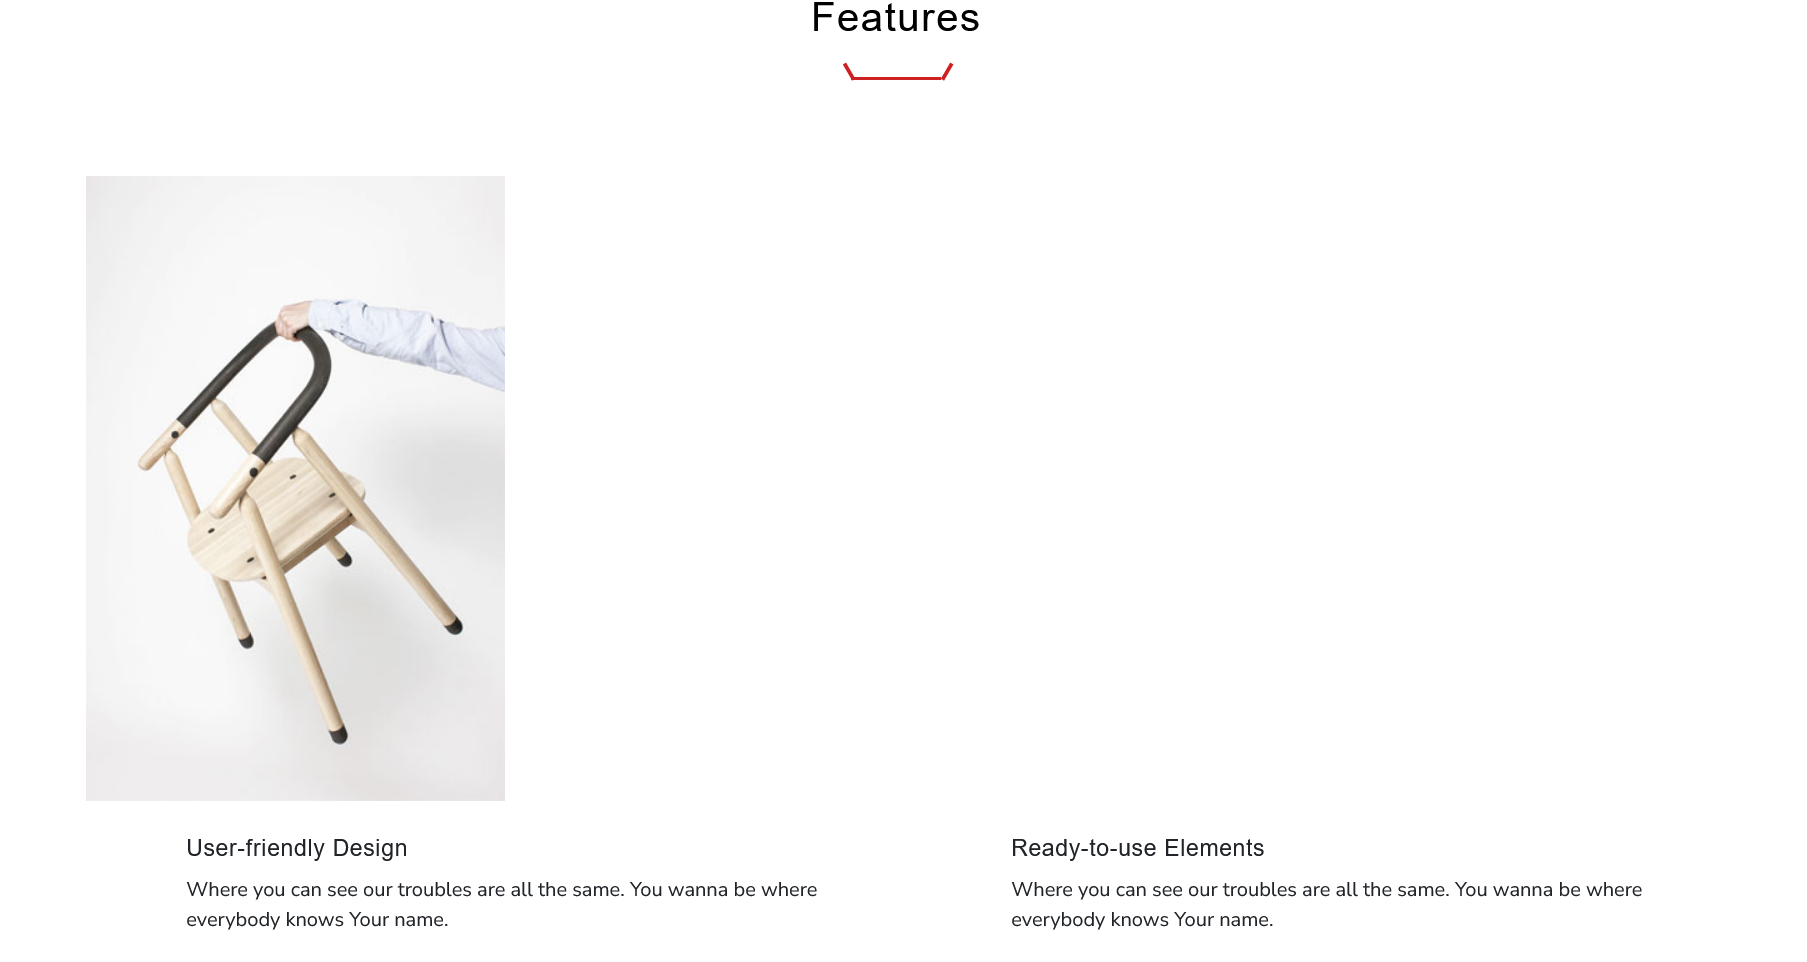 Features
User-friendly Design
Where you can see our troubles are all the same. You wanna be where
everybody knows Your name.
Ready-to-use Elements
Where you can see our troubles are all the same. You wanna be where
everybody knows Your name.